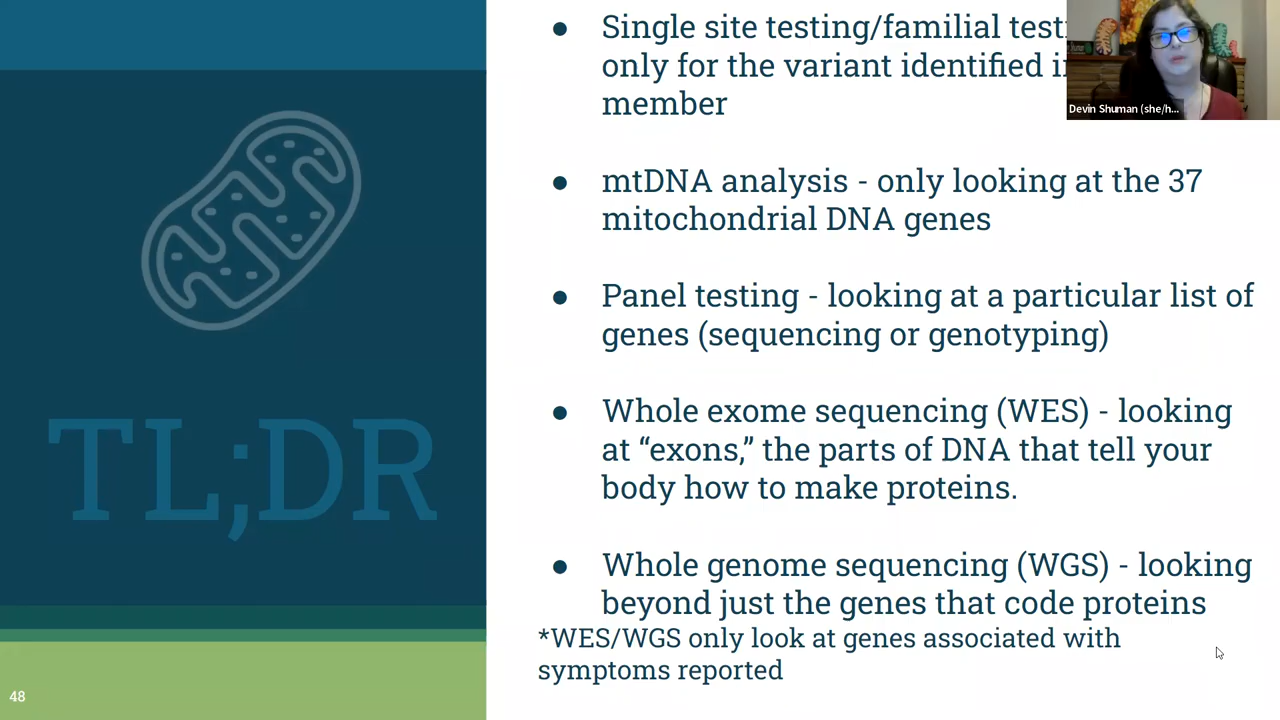 Single site testing/familial
only for the variant identified
member
Devin Shuman (she/h...
mtDNA analysis - only looking at the 37
mitochondrial DNA genes
Panel testing - looking at a particular list of
genes (sequencing or genotyping)
Whole exome sequencing (WES) - looking
at “exons,” the parts of DNA that tell your
body how to make proteins.
Whole genome sequencing (WGS) - looking
beyond just the genes that code proteins
*WES/WGS only look at genes associated with
symptoms reported
TL;DR
48